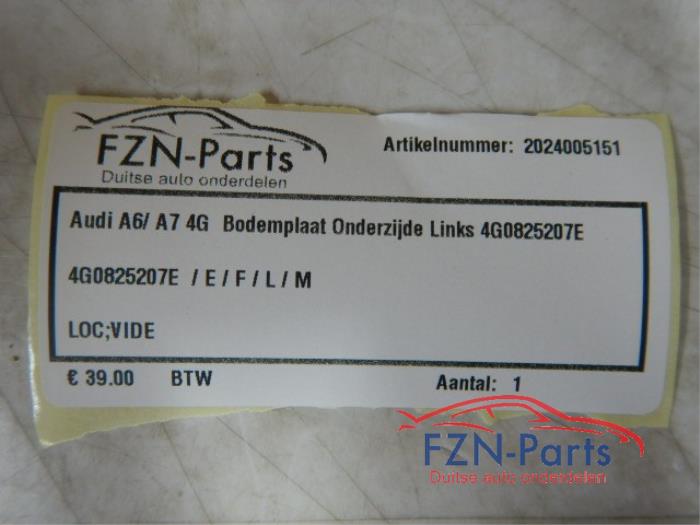 FZN-Parts
Duitse auto onderdelen
Artikelnummer: 2024005151
Audi A6/ A7 4G Bodemplaat Onderzijde Links 4G0825207E
4G0825207E / E / F / L / M
LOC;VIDE
€ 39.00 BTW Aantal: 1
FZN-Parts
Duitse auto onderdelen